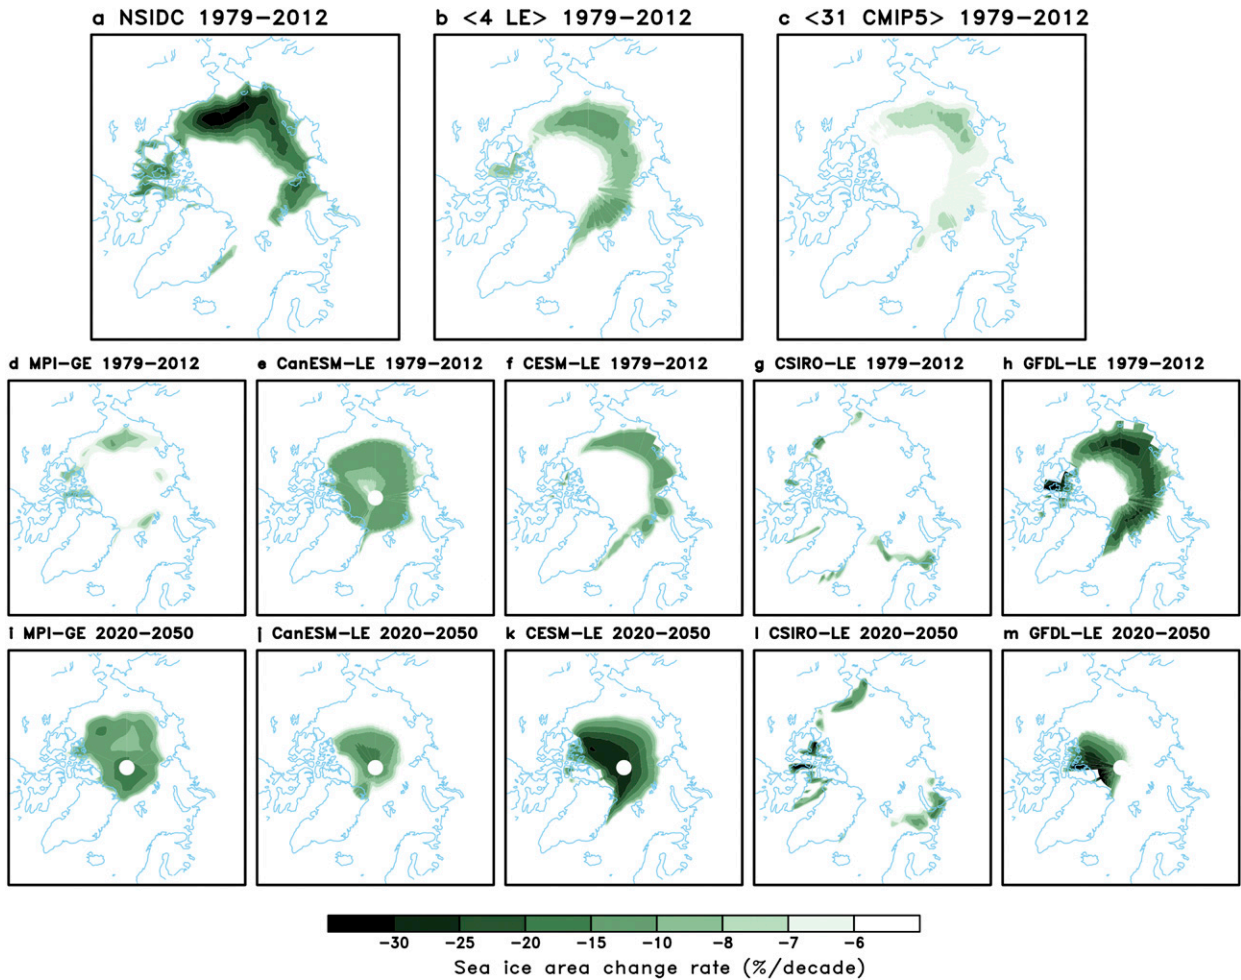 a NSIDC 1979-2012
b <4 LE> 1979-2012
c <31 CMIP5> 1979-2012
d MPI-GE 1979-2012
e CanESM-LE 1979-2012
f CESM-LE 1979-2012
g CSIRO-LE 1979-2012
h GFDL-LE 1979-2012
i MPI-GE 2020-2050
j CanESM-LE 2020-2050
k CESM-LE 2020-2050
l CSIRO-LE 2020-2050
m GFDL-LE 2020-2050
-30 -25 -20 -15 -10 -8 -7 -6
Sea ice area change rate (%/decade)